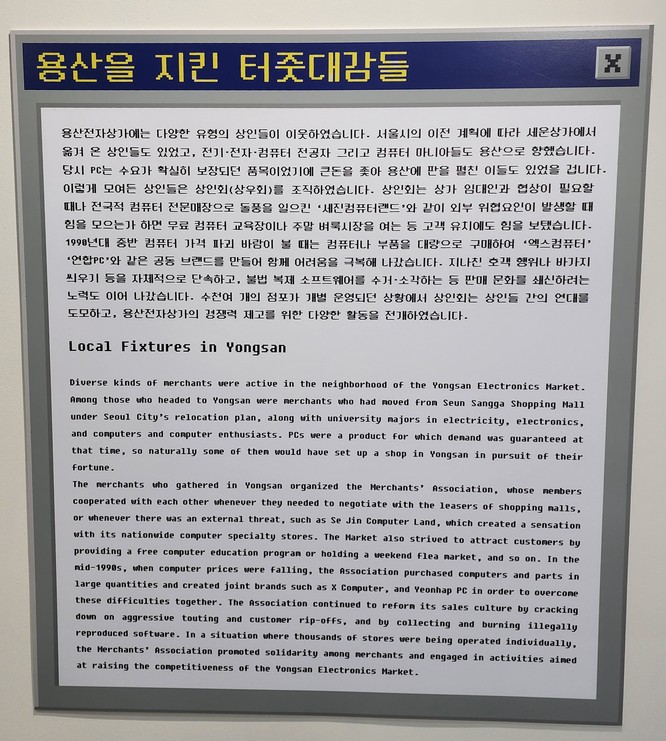 용산을 지킨 터줏대감들
X
용산전자상가에는 다양한 유형의 상인들이 이웃하였습니다. 서울시의 이전 계획에 따라 세운상가에서
옮겨 온 상인들도 있었고, 전기·전자·컴퓨터 전공자 그리고 컴퓨터 마니아들도 용산으로 향했습니다.
당시 PC는 수요가 확실히 보장되던 품목이었기에 큰돈을 좇아 용산에 판을 펼친 이들도 있었을 겁니다.
이렇게 모여든 상인들은 상인회(상우회)를 조직하였습니다. 상인회는 상가 임대인과 협상이 필요할
때나 전국적 컴퓨터 전문매장으로 돌풍을 일으킨 ‘세진컴퓨터랜드’와 같이 외부 위협요인이 발생할 때
힘을 모으는가 하면 무료 컴퓨터 교육장이나 주말 벼룩시장을 여는 등 고객 유치에도 힘을 보탰습니다.
1990년대 중반 컴퓨터 가격 파괴 바람이 불 때는 컴퓨터나 부품을 대량으로 구매하여 ‘엑스컴퓨터’
‘연합PC’와 같은 공동 브랜드를 만들어 함께 어려움을 극복해 나갔습니다. 지나친 호객 행위나 바가지
씌우기 등을 자체적으로 단속하고, 불법 복제 소프트웨어를 수거·소각하는 등 판매 문화를 쇄신하려는
노력도 이어 나갔습니다. 수천여 개의 점포가 개별 운영되던 상황에서 상인회는 상인들 간의 연대를
도모하고, 용산전자상가의 경쟁력 제고를 위한 다양한 활동을 전개하였습니다.
Local Fixtures in Yongsan
Diverse kinds of merchants were active in the neighborhood of the Yongsan Electronics Market.
Among those who headed to Yongsan were merchants who had moved from Seun Sangga Shopping Mall
under Seoul City's relocation plan, along with university majors in electricity, electronics,
and computers and computer enthusiasts. PCs were a product for which demand was guaranteed at
that time, so naturally some of them would have set up a shop in Yongsan in pursuit of their
fortune.
The merchants who gathered in Yongsan organized the Merchants' Association, whose members
cooperated with each other whenever they needed to negotiate with the leasers of shopping malls,
or whenever there was an external threat, such as Se Jin Computer Land, which created a sensation
with its nationwide computer specialty stores. The Market also strived to attract customers by
providing a free computer education program or holding a weekend flea market, and so on. In the
mid-1990s, when computer prices were falling, the Association purchased computers and parts in
large quantities and created joint brands such as X Computer, and Yeonhap PC in order to overcome
these difficulties together. The Association continued to reform its sales culture by cracking
down on aggressive touting and customer rip-offs, and by collecting and burning illegally
reproduced software. In a situation where thousands of stores were being operated individually,
the Merchants' Association promoted solidarity among merchants and engaged in activities aimed
at raising the competitiveness of the Yongsan Electronics Market.